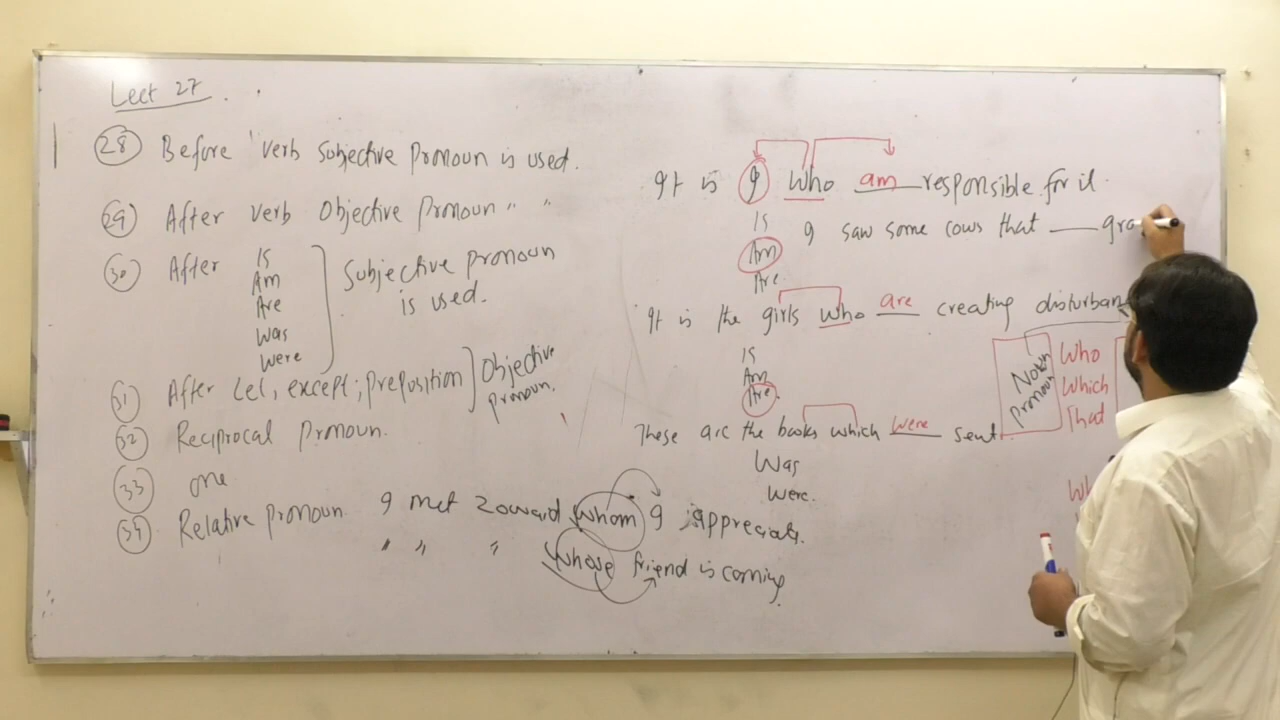 Lect 27
28 Before verb subjective pronoun is used.
29 After verb objective pronoun " "
30 After Is Am Are Was Were } Subjective pronoun is used.
31 After Let, except, preposition] objective pronoun.
32 Reciprocal Pronoun.
33 one
34 Relative pronoun. I met Zoward whom I appreciate.
" " " whose friend is coming.
It is I who am responsible for it.
Is
Am
Are.
I saw some cows that ___ gra
It is the girls who are creating disturban
Is
Am
Are.
These are the books which were sent.
Was
Were.
Noun
pronoun
Who
Which
That
Wh